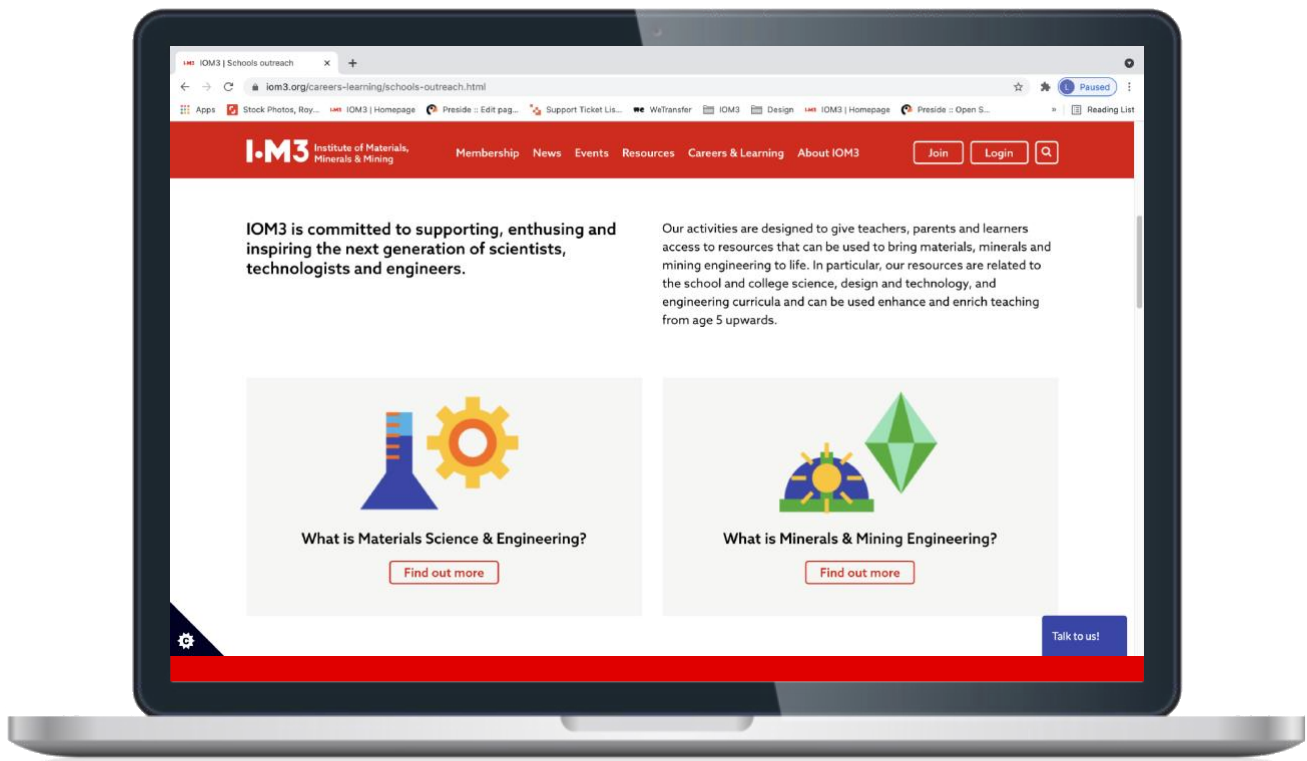 IOM3 | Schools outreach
iom3.org/careers-learning/schools-outreach.html
L Paused
Apps Stock Photos, Roy... IOM3 | Homepage Preside :: Edit pag... Support Ticket Lis... we WeTransfer IOM3 Design IOM3 | Homepage Preside :: Open S... » Reading List
I•M3 Institute of Materials,
Minerals & Mining
Membership News Events Resources Careers & Learning About IOM3 Join Login
IOM3 is committed to supporting, enthusing and
inspiring the next generation of scientists,
technologists and engineers.
Our activities are designed to give teachers, parents and learners
access to resources that can be used to bring materials, minerals and
mining engineering to life. In particular, our resources are related to
the school and college science, design and technology, and
engineering curricula and can be used enhance and enrich teaching
from age 5 upwards.
What is Materials Science & Engineering?
Find out more
What is Minerals & Mining Engineering?
Find out more
C
Talk to us!